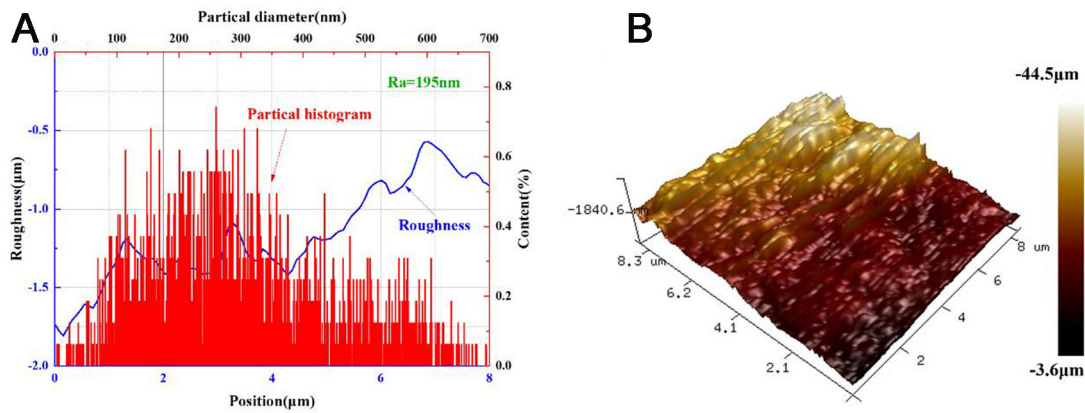 A
Partical diameter(nm)
0 100 200 300 400 500 600 700
0.0
-0.5
-1.0
-1.5
-2.0
Roughness(μm)
Ra=195nm
Partical histogram
Roughness
0.8
0.6
0.4
0.2
0.0
Content(%)
0 2 4 6 8
Position(μm)
B
-44.5μm
-3.6μm
-1840.6
8.3 um
6.2
4.1
2.1
8 um
6
4
2